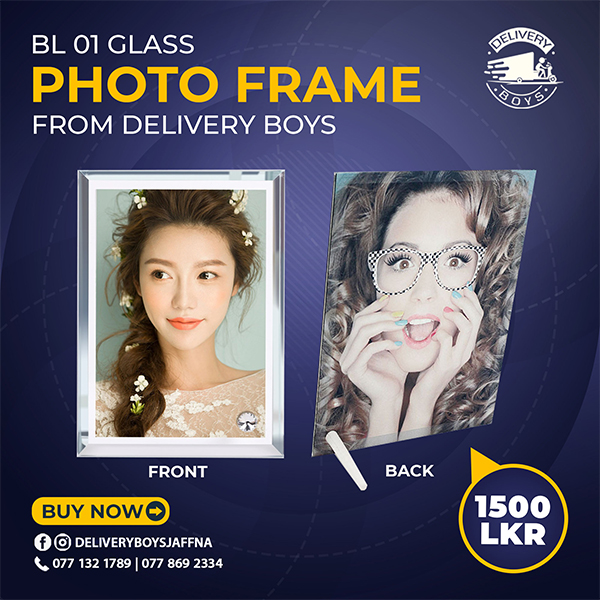 BL 01 GLASS
PHOTO FRAME
FROM DELIVERY BOYS
DELIVERY
BOYS
FRONT
BACK
BUY NOW
1500
LKR
DELIVERYBOYSJAFFNA
077 132 1789 | 077 869 2334